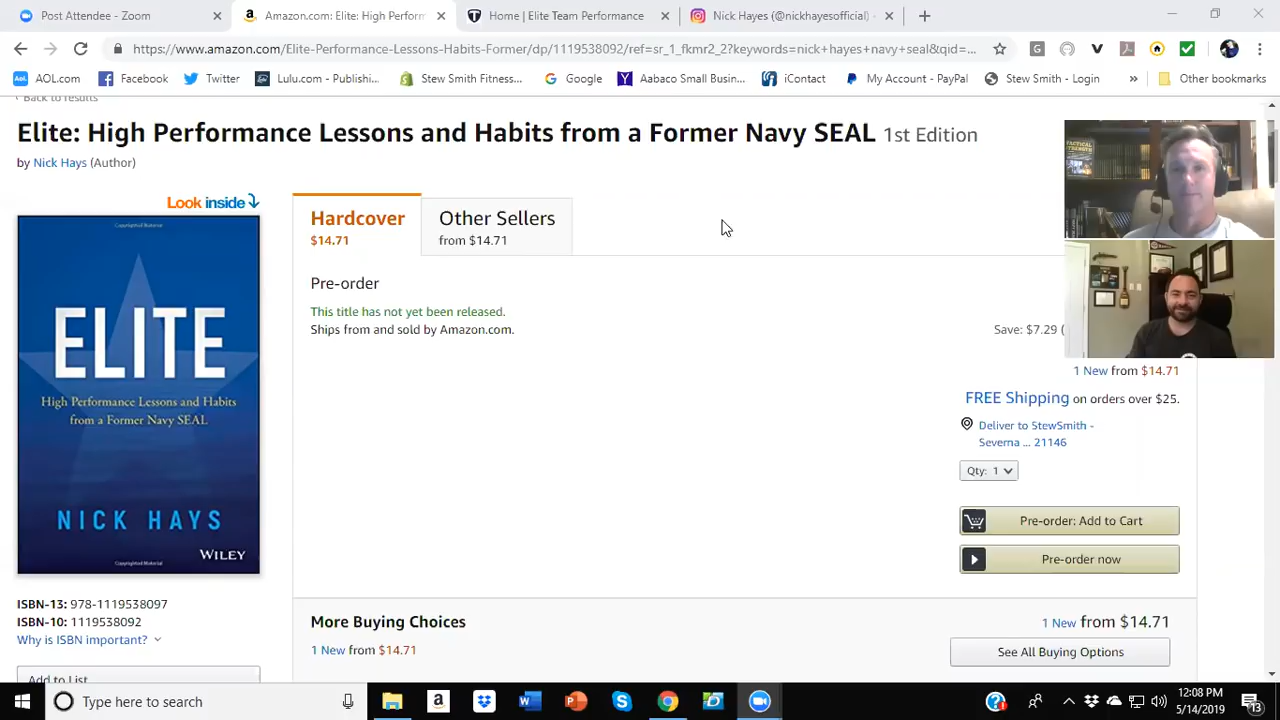 Post Attendee - Zoom
Amazon.com: Elite: High Perform
Home | Elite Team Performance
Nick Hayes (@nickhayesofficial)
https://www.amazon.com/Elite-Performance-Lessons-Habits-Former/dp/1119538092/ref=sr_1_fkmr2_2?keywords=nick+hayes+navy+seal&qid=...
AOL.com
Facebook
Twitter
Lulu.com - Publishi...
Stew Smith Fitness...
Google
Aabaco Small Busin...
iContact
My Account - PayPal
Stew Smith - Login
»
Other bookmarks
‹ Back to results
Elite: High Performance Lessons and Habits from a Former Navy SEAL 1st Edition
by Nick Hays (Author)
Look inside
Hardcover
$14.71
Other Sellers
from $14.71
Pre-order
This title has not yet been released.
Ships from and sold by Amazon.com.
Save: $7.29 (
1 New from $14.71
FREE Shipping on orders over $25.
Deliver to StewSmith -
Severna ... 21146
Qty: 1
Pre-order: Add to Cart
Pre-order now
ELITE
High Performance Lessons and Habits
from a Former Navy SEAL
NICK HAYS
WILEY
Copyrighted Material
ISBN-13: 978-1119538097
ISBN-10: 1119538092
Why is ISBN important?
Add to List
More Buying Choices
1 New from $14.71
1 New from $14.71
See All Buying Options
TACTICAL
STRENGTH
Type here to search
12:08 PM
5/14/2019
13